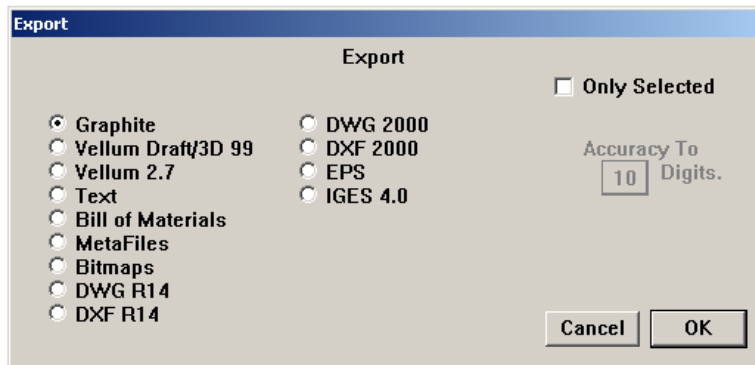 Export
Export
Only Selected
Graphite
Vellum Draft/3D 99
Vellum 2.7
Text
Bill of Materials
MetaFiles
Bitmaps
DWG R14
DXF R14
DWG 2000
DXF 2000
EPS
IGES 4.0
Accuracy To
10 Digits.
Cancel OK